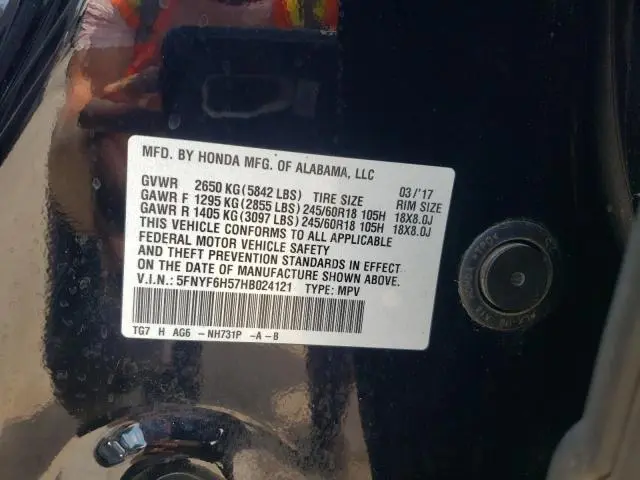 MFD. BY HONDA MFG. OF ALABAMA, LLC
03/'17
GVWR 2650 KG (5842 LBS) TIRE SIZE RIM SIZE
GAWR F 1295 KG (2855 LBS) 245/60R18 105H 18X8.0J
GAWR R 1405 KG (3097 LBS) 245/60R18 105H 18X8.0J
THIS VEHICLE CONFORMS TO ALL APPLICABLE
FEDERAL MOTOR VEHICLE SAFETY
AND THEFT PREVENTION STANDARDS IN EFFECT
ON THE DATE OF MANUFACTURE SHOWN ABOVE.
V.I.N.: 5FNYF6H57HB024121 TYPE: MPV
TG7 H AG6 -NH731P -A-B